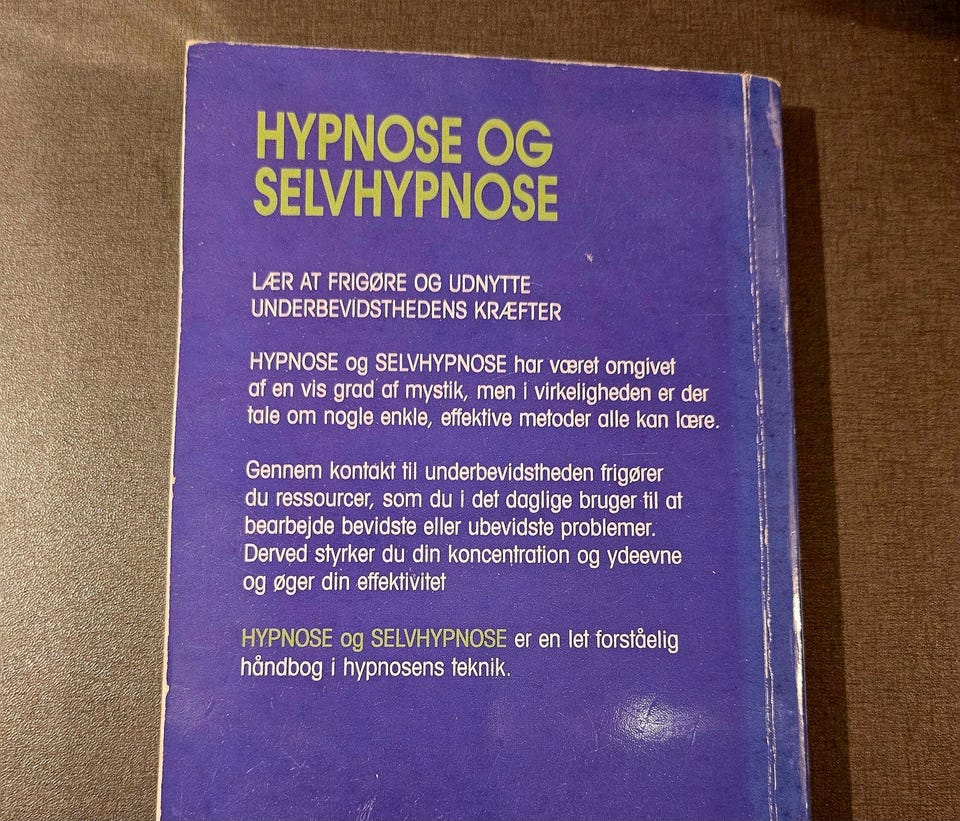 HYPNOSE OG
SELVHYPNOSE
LÆR AT FRIGØRE OG UDNYTTE
UNDERBEVIDSTHEDENS KRÆFTER
HYPNOSE og SELVHYPNOSE har været omgivet
af en vis grad af mystik, men i virkeligheden er der
tale om nogle enkle, effektive metoder alle kan lære.
Gennem kontakt til underbevidstheden frigører
du ressourcer, som du i det daglige bruger til at
bearbejde bevidste eller ubevidste problemer.
Derved styrker du din koncentration og ydeevne
og øger din effektivitet
HYPNOSE og SELVHYPNOSE er en let forståelig
håndbog i hypnosens teknik.